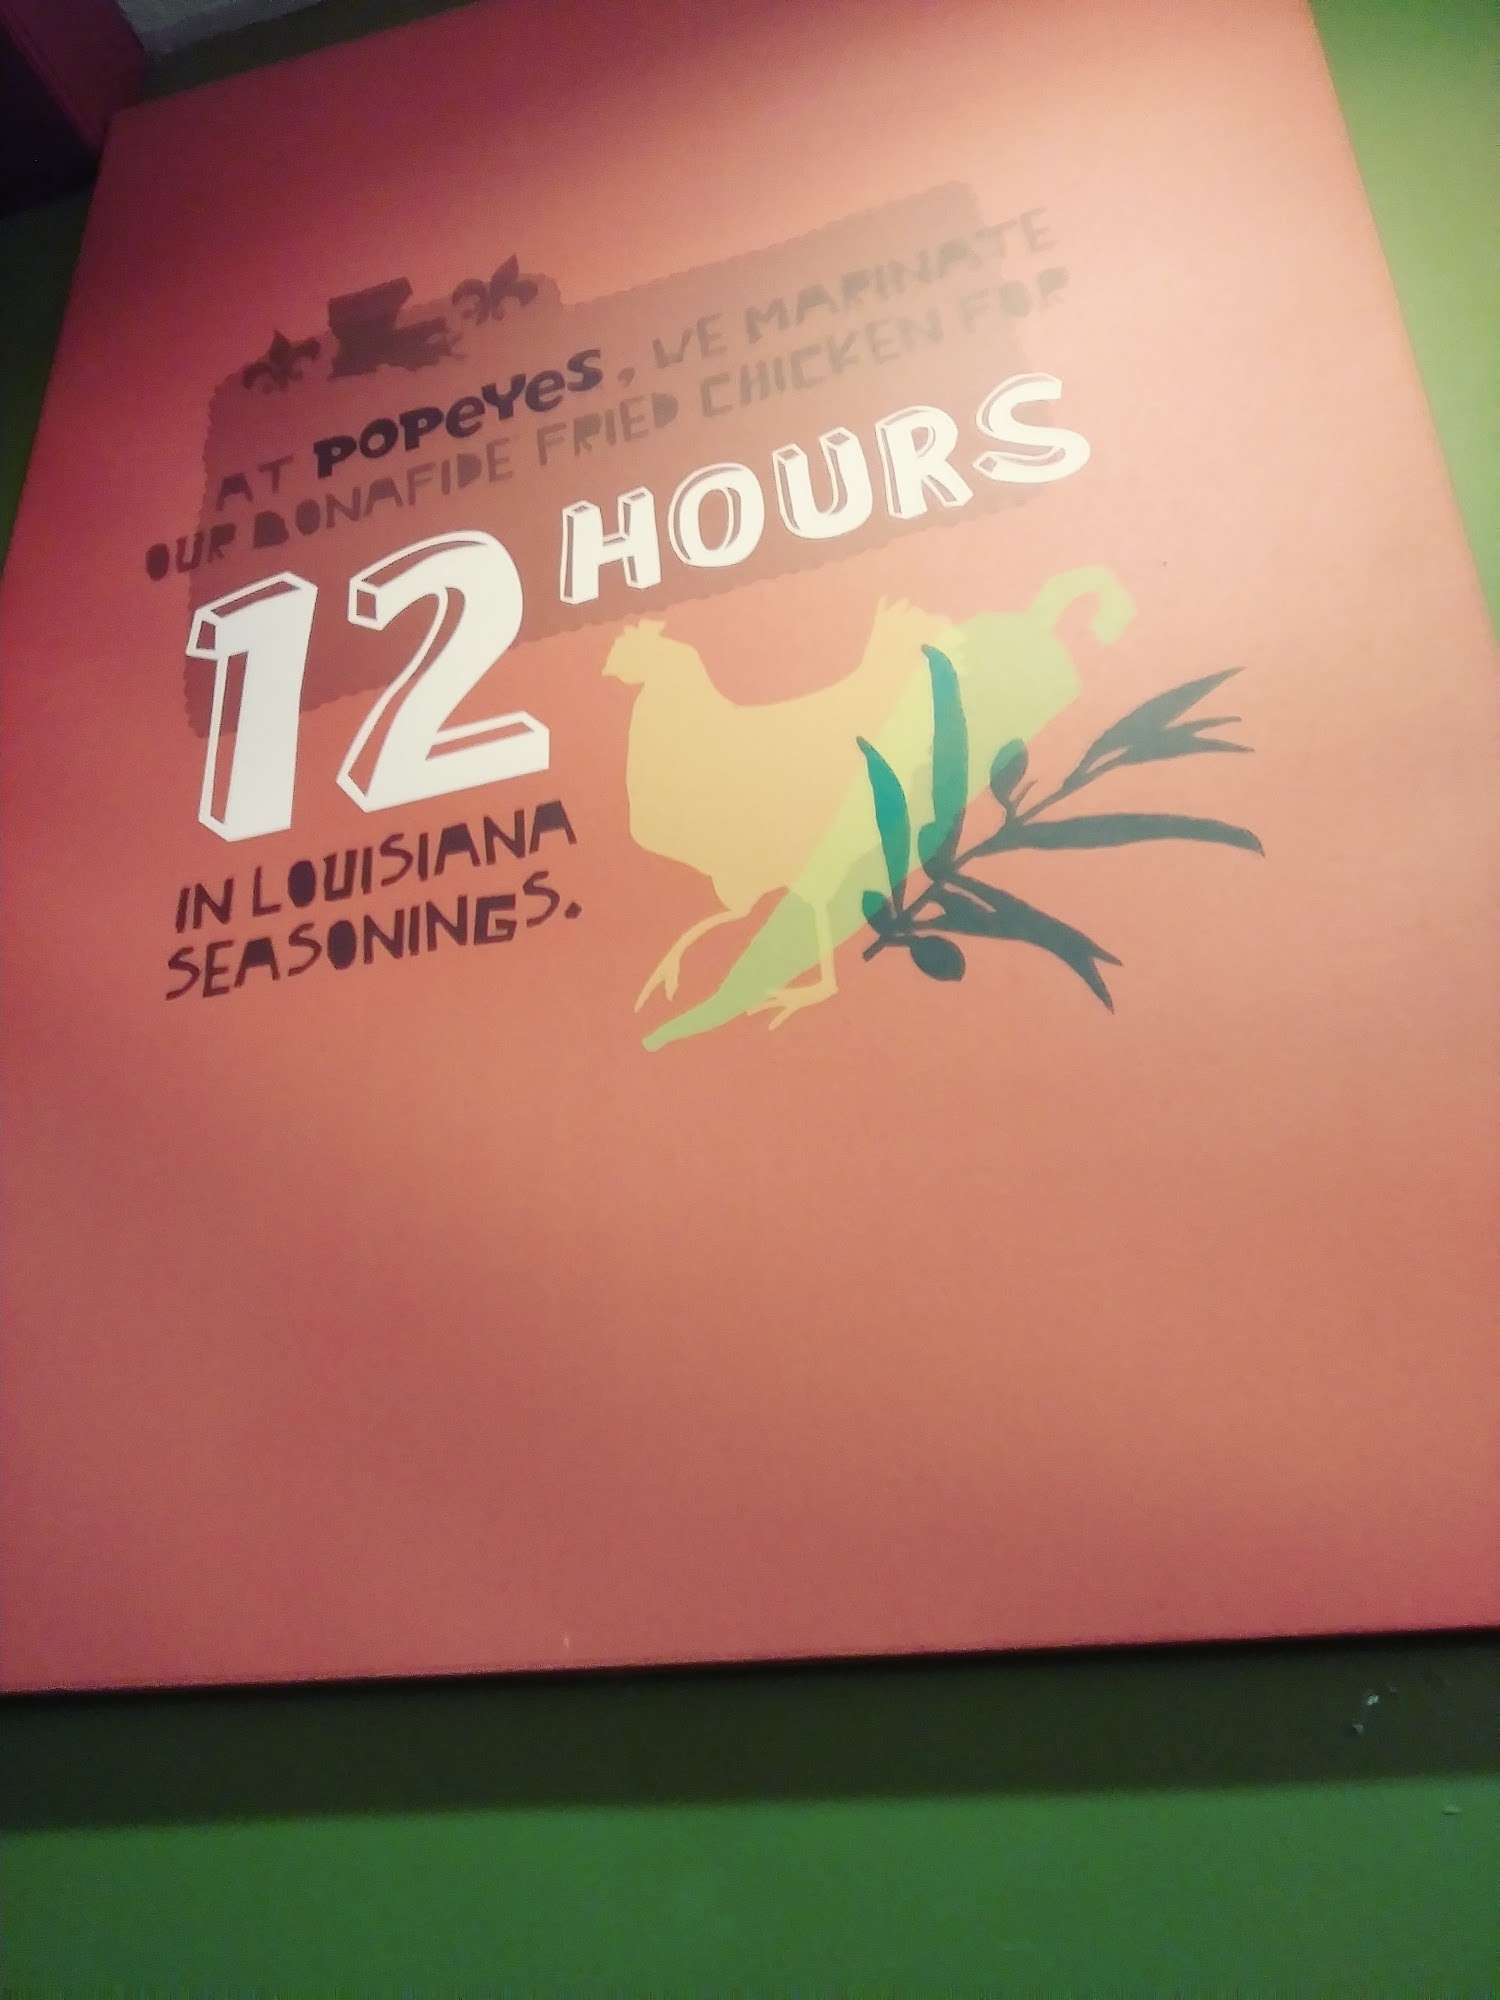 AT POPEYES, WE MARINATE
OUR BONAFIDE FRIED CHICKEN FOR
12 HOURS
IN LOUISIANA
SEASONINGS.